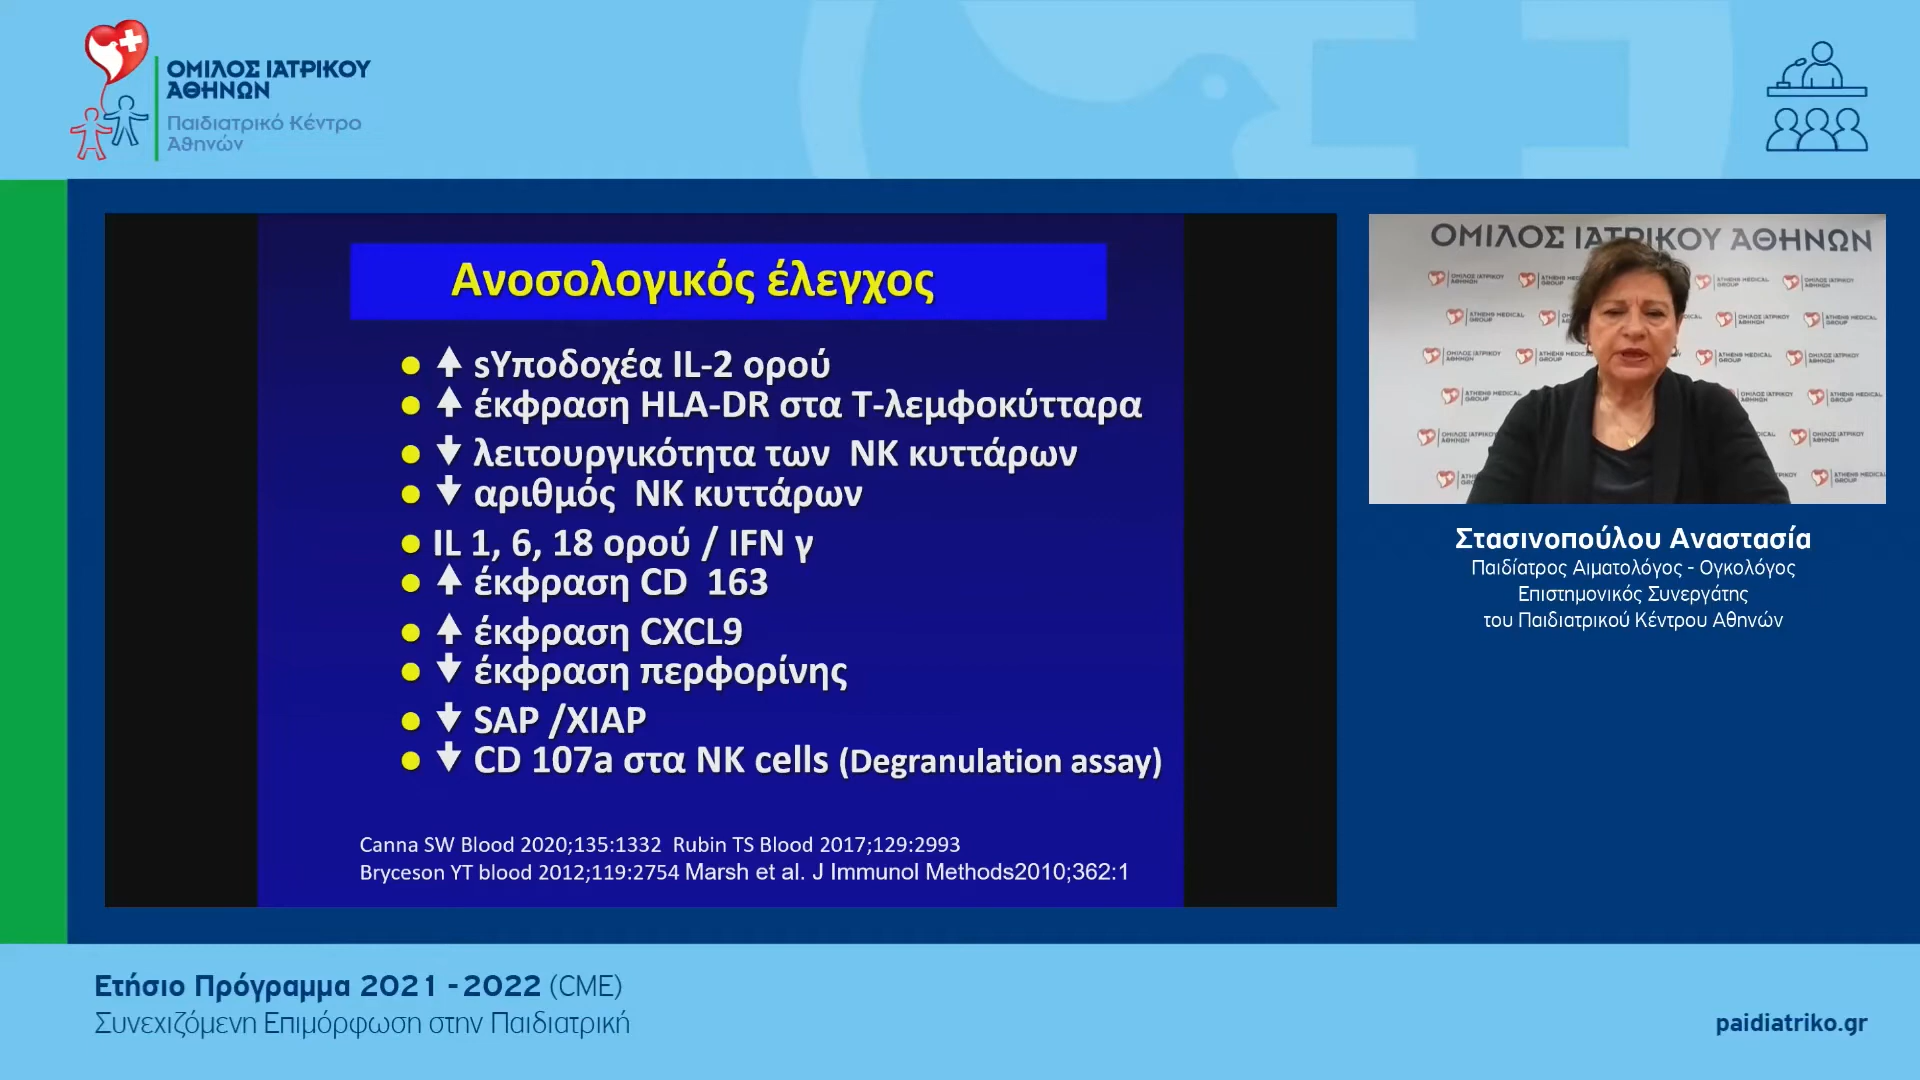 ΟΜΙΛΟΣ ΙΑΤΡΙΚΟΥ
ΑΘΗΝΩΝ
Παιδιατρικό Κέντρο
Αθηνών
Ανοσολογικός έλεγχος
↑ sΥποδοχέα IL-2 ορού
↑ έκφραση HLA-DR στα Τ-λεμφοκύτταρα
↓ λειτουργικότητα των ΝΚ κυττάρων
↓ αριθμός ΝΚ κυττάρων
IL 1, 6, 18 ορού / IFN γ
↑ έκφραση CD 163
↑ έκφραση CXCL9
↓ έκφραση περφορίνης
↓ SAP /XIAP
↓ CD 107a στα NK cells (Degranulation assay)
Canna SW Blood 2020;135:1332 Rubin TS Blood 2017;129:2993
Bryceson YT blood 2012;119:2754 Marsh et al. J Immunol Methods2010;362:1
ΟΜΙΛΟΣ ΙΑΤΡΙΚΟΥ ΑΘΗΝΩΝ
Στασινοπούλου Αναστασία
Παιδίατρος Αιματολόγος - Ογκολόγος
Επιστημονικός Συνεργάτης
του Παιδιατρικού Κέντρου Αθηνών
Ετήσιο Πρόγραμμα 2021 - 2022 (CME)
Συνεχιζόμενη Επιμόρφωση στην Παιδιατρική
paidiatriko.gr